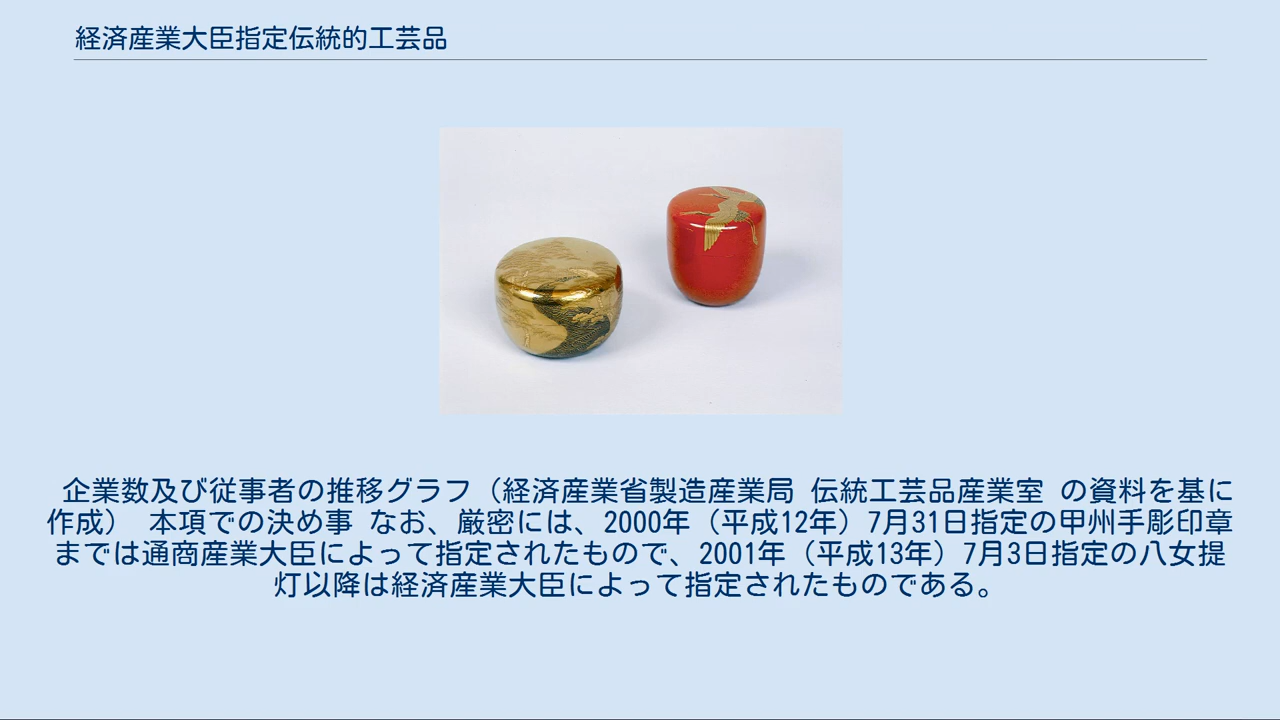 経済産業大臣指定伝統的工芸品
企業数及び従事者の推移グラフ（経済産業省製造産業局 伝統工芸品産業室 の資料を基に
作成） 本項での決め事 なお、厳密には、2000年（平成12年）7月31日指定の甲州手彫印章
までは通商産業大臣によって指定されたもので、2001年（平成13年）7月3日指定の八女提
灯以降は経済産業大臣によって指定されたものである。